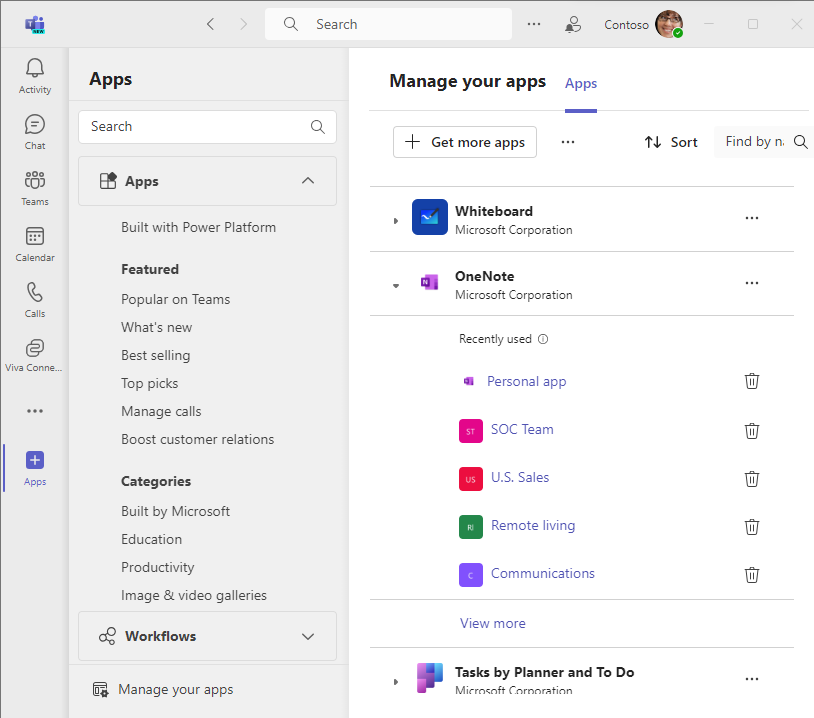 NEW
Search
Contoso
Activity
Chat
Teams
Calendar
Calls
Viva Conne...
Apps
Apps
Search
Apps
Built with Power Platform
Featured
Popular on Teams
What's new
Best selling
Top picks
Manage calls
Boost customer relations
Categories
Built by Microsoft
Education
Productivity
Image & video galleries
Workflows
Manage your apps
Manage your apps
Apps
Get more apps
Sort
Find by n
Whiteboard
Microsoft Corporation
N
OneNote
Microsoft Corporation
Recently used
Personal app
ST
SOC Team
US
U.S. Sales
Rl
Remote living
C
Communications
View more
Tasks by Planner and To Do
Microsoft Corporation